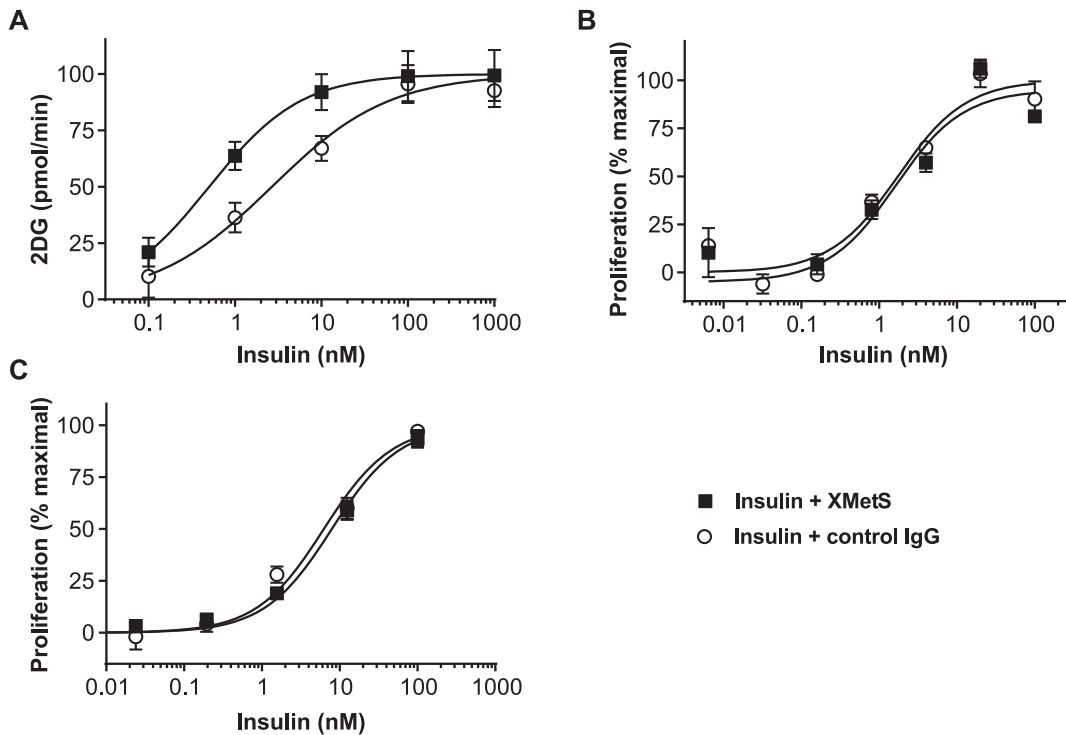 A
2DG (pmol/min)
100
75
50
25
0
0.1 1 10 100 1000
Insulin (nM)
B
Proliferation (% maximal)
100
75
50
25
0
0.01 0.1 1 10 100
Insulin (nM)
C
Proliferation (% maximal)
100
75
50
25
0
0.01 0.1 1 10 100 1000
Insulin (nM)
Insulin + XMetS
Insulin + control IgG